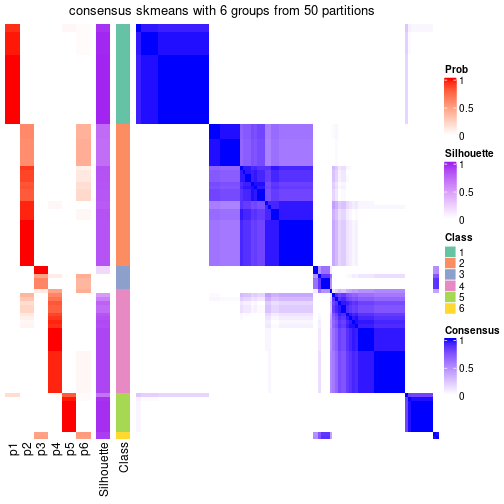 consensus skmeans with 6 groups from 50 partitions
Prob
1
0.5
0
Silhouette
1
0.5
0
Class
1
2
3
4
5
6
Consensus
1
0.5
0
p1
p2
p3
p4
p5
p6
Silhouette
Class